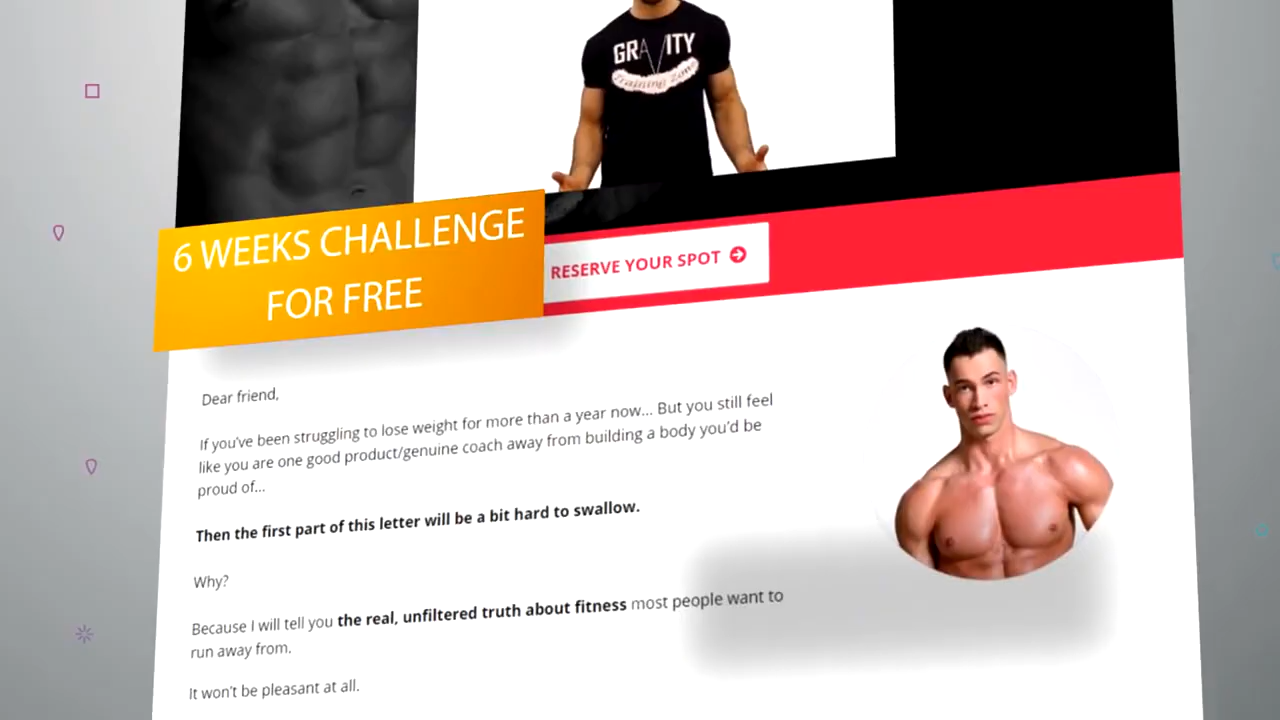 GRAVITY
Training Zone
6 WEEKS CHALLENGE
FOR FREE
RESERVE YOUR SPOT
Dear friend,
If you've been struggling to lose weight for more than a year now... But you still feel
like you are one good product/genuine coach away from building a body you'd be
proud of...
Then the first part of this letter will be a bit hard to swallow.
Why?
Because I will tell you the real, unfiltered truth about fitness most people want to
run away from.
It won't be pleasant at all.